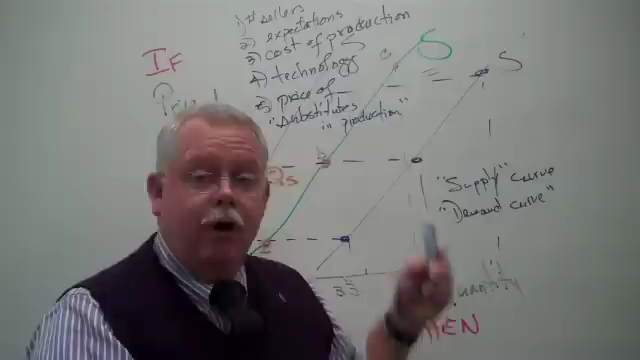 1) # sellers
2) expectations
3) cost of production
4) technology
5) price of
"substitutes
in production"
IF
S
S'
c
b
Qs
"Supply" curve
"Demand curve"